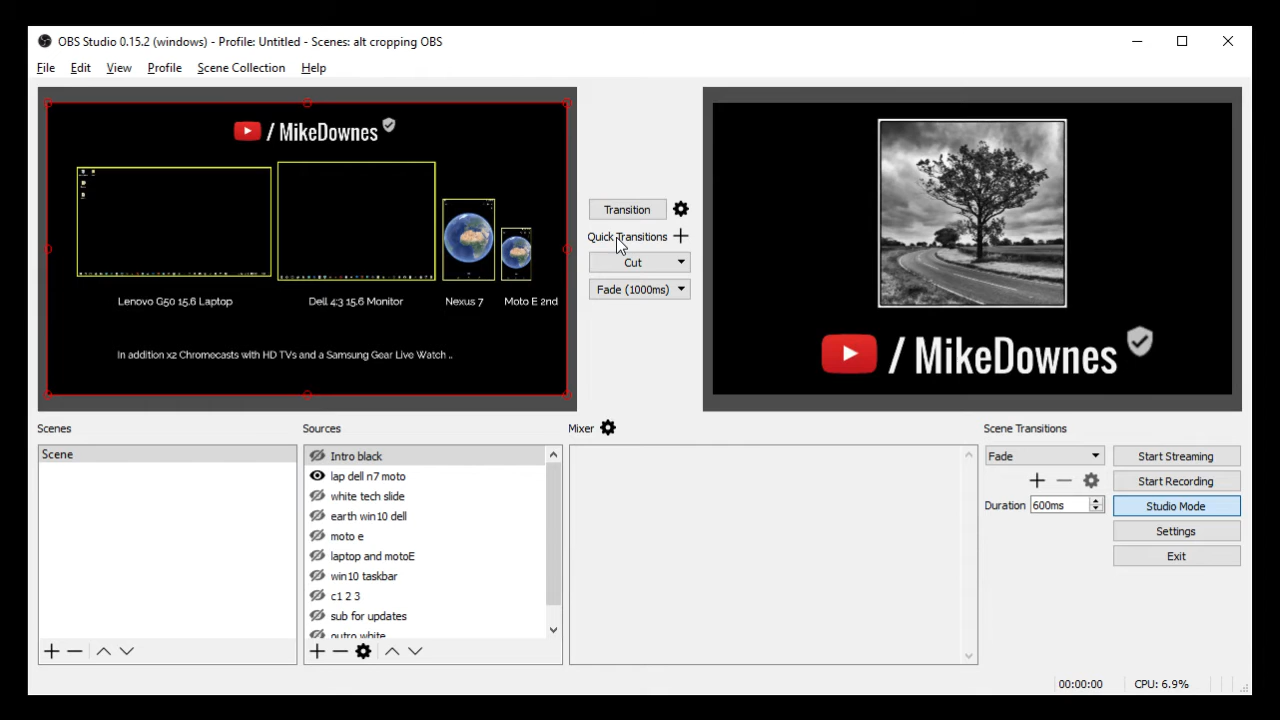 OBS Studio 0.15.2 (windows) - Profile: Untitled - Scenes: alt cropping OBS
File Edit View Profile Scene Collection Help
/ MikeDownes
Lenovo G50 15.6 Laptop
Dell 4:3 15.6 Monitor
Nexus 7
Moto E 2nd
In addition x2 Chromecasts with HD TVs and a Samsung Gear Live Watch ..
Transition
Quick Transitions
Cut
Fade (1000ms)
/ MikeDownes
Scenes
Scene
Sources
Intro black
lap dell n7 moto
white tech slide
earth win10 dell
moto e
laptop and motoE
win10 taskbar
c1 2 3
sub for updates
outro white
Mixer
Scene Transitions
Fade
Duration 600ms
Start Streaming
Start Recording
Studio Mode
Settings
Exit
00:00:00
CPU: 6.9%